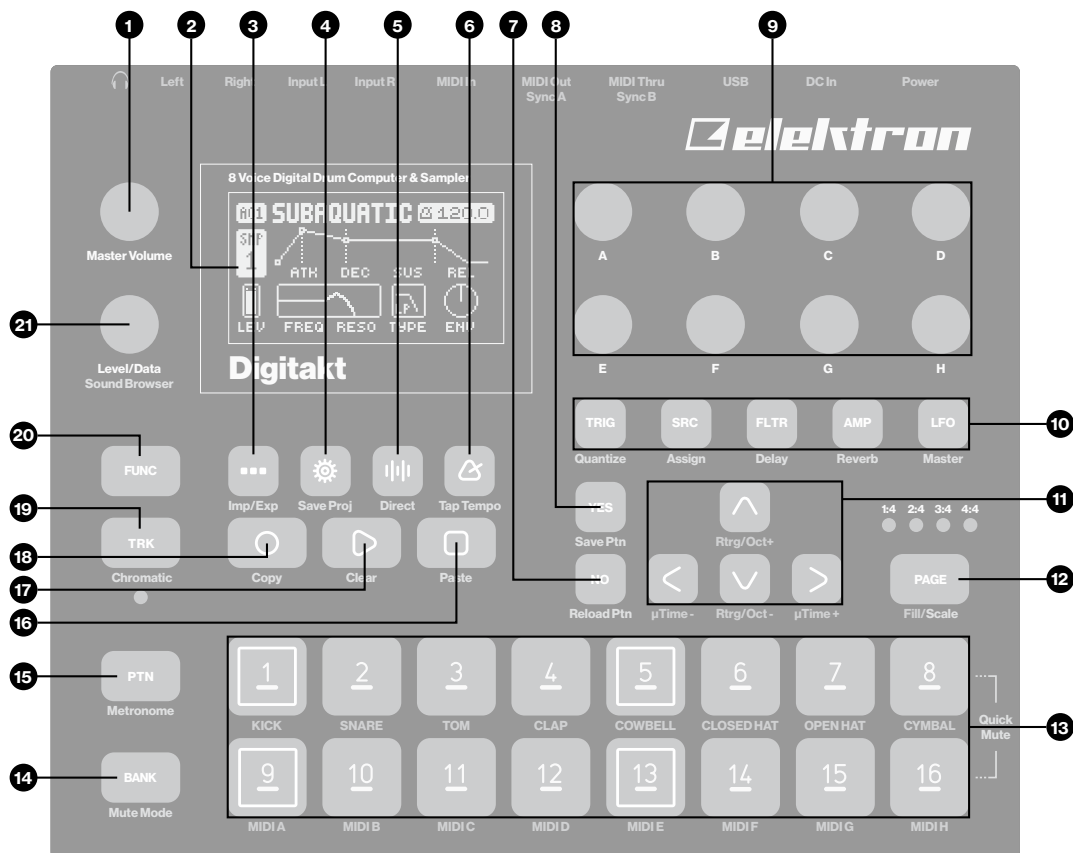 1 2 3 4 5 6 7 8 9
Left Right Input L Input R MIDI In MIDI Out MIDI Thru USB DC In Power
Sync A Sync B
elektron
8 Voice Digital Drum Computer & Sampler
A01 SUBAQUATIC 120.0
SMP
1
ATK DEC SUS REL
LP
LEV FREQ RESO TYPE ENV
Digitakt
Master Volume
21
Level/Data
Sound Browser
A B C D
E F G H
TRIG SRC FLTR AMP LFO 10
Quantize Assign Delay Reverb Master
20
FUNC
Imp/Exp Save Proj Direct Tap Tempo
YES
Save Ptn
Rtrg/Oct+
11
1:4 2:4 3:4 4:4
19
TRK
Chromatic
18
17
16
Copy Clear Paste
NO
Reload Ptn
µTime - Rtrg/Oct - µTime +
PAGE 12
Fill/Scale
15
PTN
Metronome
1 2 3 4 5 6 7 8
KICK SNARE TOM CLAP COWBELL CLOSED HAT OPEN HAT CYMBAL
Quick
Mute
13
14
BANK
Mute Mode
9 10 11 12 13 14 15 16
MIDI A MIDI B MIDI C MIDI D MIDI E MIDI F MIDI G MIDI H